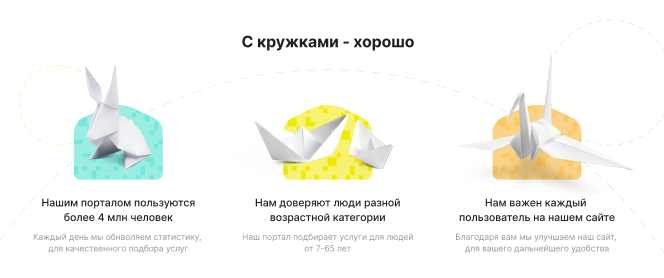 С кружками - хорошо
Нашим порталом пользуются
более 4 млн человек
Каждый день мы обнволяем статистику,
для качественного подбора услуг
Нам доверяют люди разной
возрастной категории
Наш портал подбирает услуги для людей
от 7-65 лет
Нам важен каждый
пользователь на нашем сайте
Благодаря вам мы улучшаем наш сайт,
для вашего дальнейшего удобства